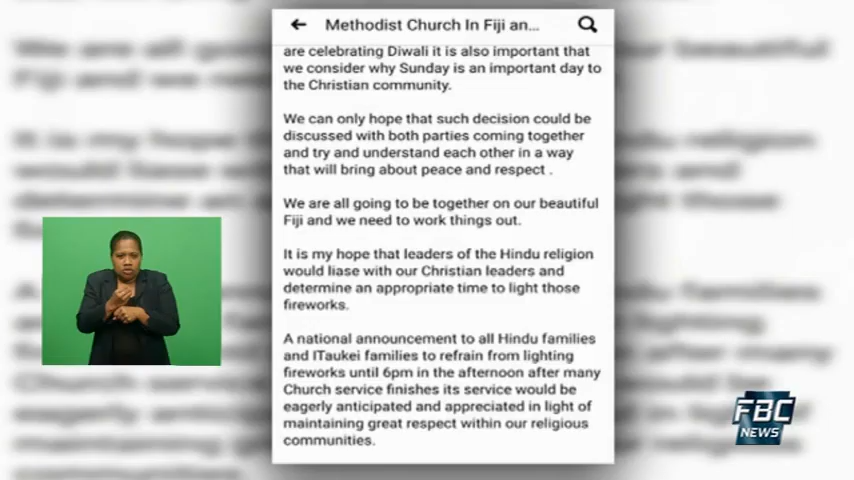 Methodist Church In Fiji an...
are celebrating Diwali it is also important that
we consider why Sunday is an important day to
the Christian community.
We can only hope that such decision could be
discussed with both parties coming together
and try and understand each other in a way
that will bring about peace and respect .
We are all going to be together on our beautiful
Fiji and we need to work things out.
It is my hope that leaders of the Hindu religion
would liase with our Christian leaders and
determine an appropriate time to light those
fireworks.
A national announcement to all Hindu families
and ITaukei families to refrain from lighting
fireworks until 6pm in the afternoon after many
Church service finishes its service would be
eagerly anticipated and appreciated in light of
maintaining great respect within our religious
communities.
FBC
NEWS